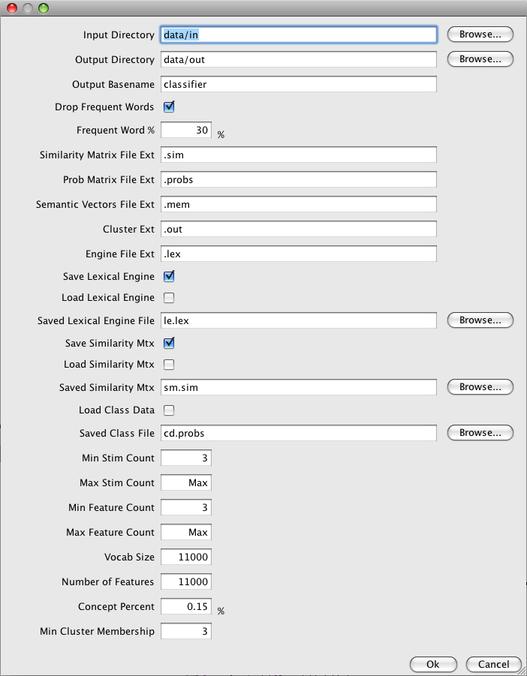 Input Directory data/in Browse...
Output Directory data/out Browse...
Output Basename classifier
Drop Frequent Words
Frequent Word % 30 %
Similarity Matrix File Ext .sim
Prob Matrix File Ext .probs
Semantic Vectors File Ext .mem
Cluster Ext .out
Engine File Ext .lex
Save Lexical Engine
Load Lexical Engine
Saved Lexical Engine File le.lex Browse...
Save Similarity Mtx
Load Similarity Mtx
Saved Similarity Mtx sm.sim Browse...
Load Class Data
Saved Class File cd.probs Browse...
Min Stim Count 3
Max Stim Count Max
Min Feature Count 3
Max Feature Count Max
Vocab Size 11000
Number of Features 11000
Concept Percent 0.15 %
Min Cluster Membership 3
Ok Cancel